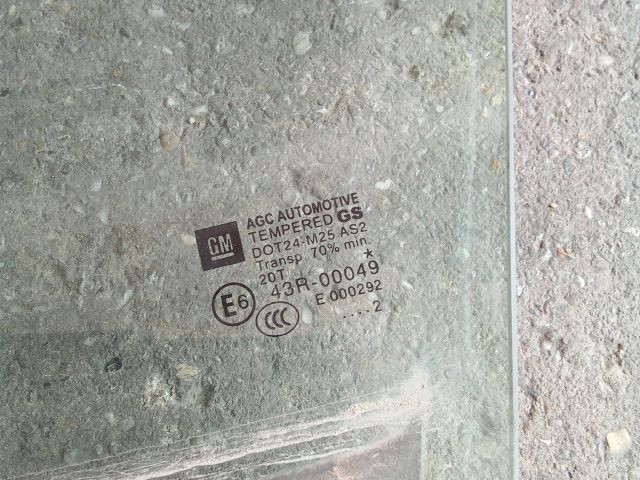 GM
AGC AUTOMOTIVE
TEMPERED GS
DOT24-M25 AS2
Transp. 70% min.
20T *
43R-00049
E6
E 000292
CCC
....2